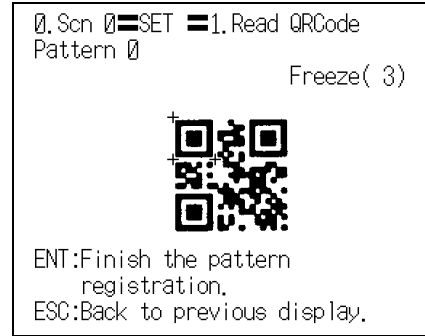 0.Scn 0=SET =1.Read QRCode
Pattern 0
Freeze( 3)
ENT:Finish the pattern
registration.
ESC:Back to previous display.